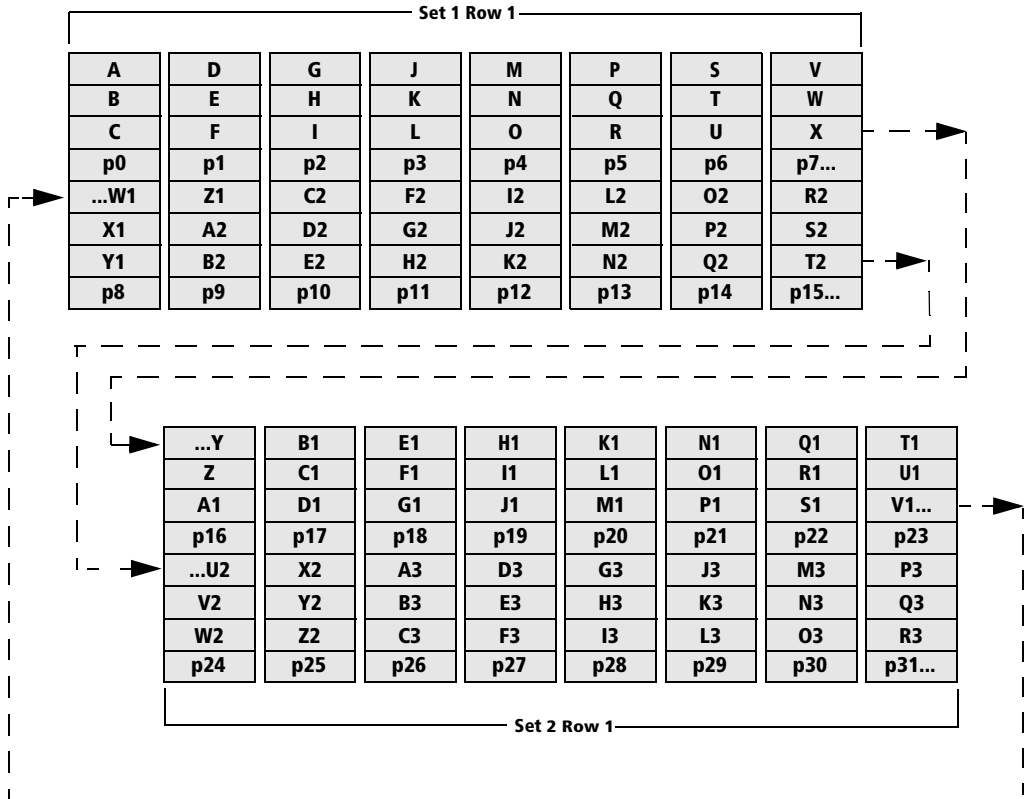 Set 1 Row 1
A D G J M P S V
B E H K N Q T W
C F I L O R U X
p0 p1 p2 p3 p4 p5 p6 p7...
...W1 Z1 C2 F2 I2 L2 O2 R2
X1 A2 D2 G2 J2 M2 P2 S2
Y1 B2 E2 H2 K2 N2 Q2 T2
p8 p9 p10 p11 p12 p13 p14 p15...
...Y B1 E1 H1 K1 N1 Q1 T1
Z C1 F1 I1 L1 O1 R1 U1
A1 D1 G1 J1 M1 P1 S1 V1...
p16 p17 p18 p19 p20 p21 p22 p23
...U2 X2 A3 D3 G3 J3 M3 P3
V2 Y2 B3 E3 H3 K3 N3 Q3
W2 Z2 C3 F3 I3 L3 O3 R3
p24 p25 p26 p27 p28 p29 p30 p31...
Set 2 Row 1